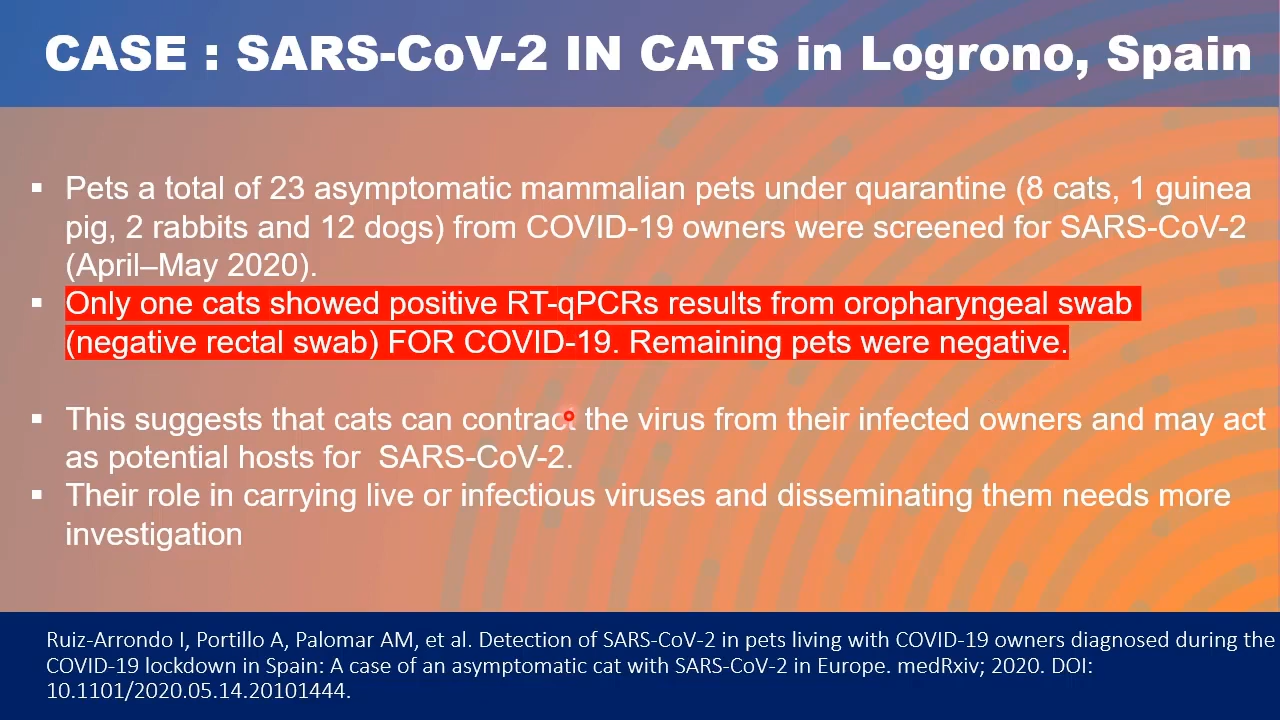 CASE : SARS-CoV-2 IN CATS in Logrono, Spain
▪ Pets a total of 23 asymptomatic mammalian pets under quarantine (8 cats, 1 guinea
pig, 2 rabbits and 12 dogs) from COVID-19 owners were screened for SARS-CoV-2
(April–May 2020).
▪ Only one cats showed positive RT-qPCRs results from oropharyngeal swab
(negative rectal swab) FOR COVID-19. Remaining pets were negative.
▪ This suggests that cats can contract the virus from their infected owners and may act
as potential hosts for  SARS-CoV-2.
▪ Their role in carrying live or infectious viruses and disseminating them needs more
investigation
Ruiz-Arrondo I, Portillo A, Palomar AM, et al. Detection of SARS-CoV-2 in pets living with COVID-19 owners diagnosed during the
COVID-19 lockdown in Spain: A case of an asymptomatic cat with SARS-CoV-2 in Europe. medRxiv; 2020. DOI:
10.1101/2020.05.14.20101444.